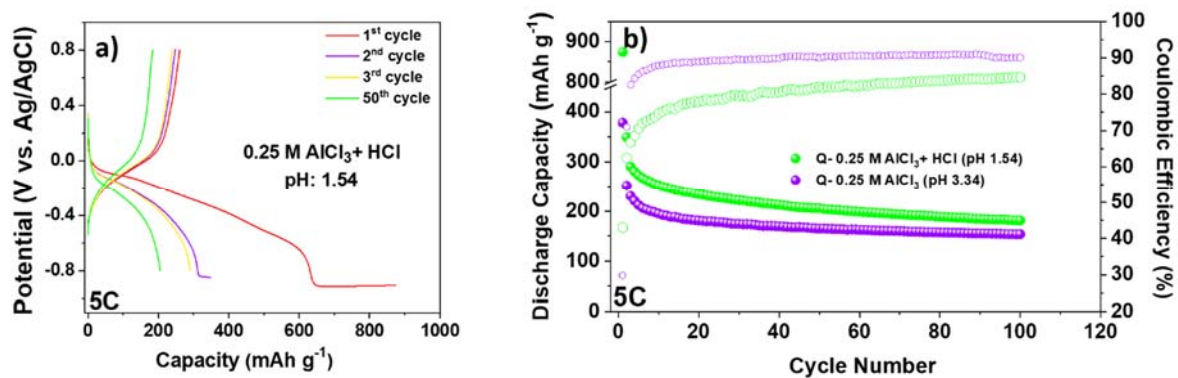 a)
1st cycle
2nd cycle
3rd cycle
50th cycle
0.25 M AlCl3+ HCl
pH: 1.54
5C
Potential (V vs. Ag/AgCl)
0.8
0.4
0.0
-0.4
-0.8
0 200 400 600 800 1000
Capacity (mAh g-1)
b)
Discharge Capacity (mAh g-1)
900
800
400
300
200
100
0
Q- 0.25 M AlCl3+ HCl (pH 1.54)
Q- 0.25 M AlCl3 (pH 3.34)
5C
0 20 40 60 80 100 120
Cycle Number
100
90
80
70
60
50
40
30
20
Coulombic Efficiency (%)